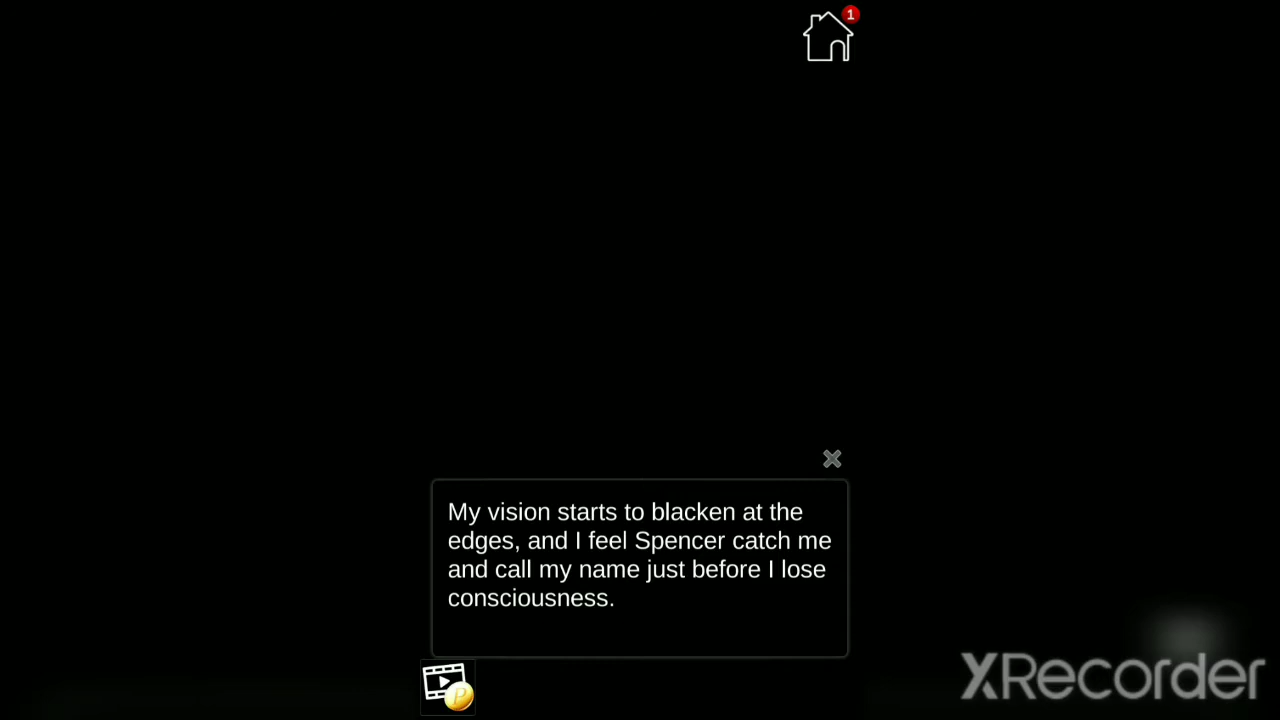 1
My vision starts to blacken at the
edges, and I feel Spencer catch me
and call my name just before I lose
consciousness.
P
XRecorder